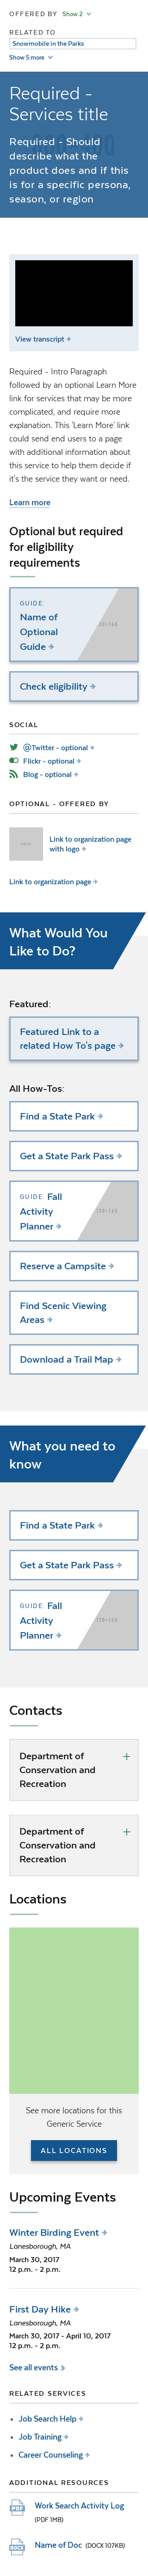 OFFERED BY Show 2
RELATED TO
Snowmobile in the Parks
Show 5 more
Required -
Services title
Required - Should
describe what the
product does and if it
is for a specific persona,
season, or region
View transcript
Required - Intro Paragraph
followed by an optional Learn More
link for services that may be more
complicated, and require more
explanation. This 'Learn More' link
could send end users to a page
with additional information about
this service to help them decide if
it's the service they want or need.
Learn more
Optional but required
for eligibility
requirements
GUIDE:
Name of
Optional
Guide
Check eligibility
SOCIAL
@Twitter - optional
Flickr - optional
Blog - optional
OPTIONAL - OFFERED BY
Link to organization page
with logo
Link to organization page
What Would You
Like to Do?
Featured:
Featured Link to a
related How To's page
All How-Tos:
Find a State Park
Get a State Park Pass
GUIDE: Fall
Activity
Planner
Reserve a Campsite
Find Scenic Viewing
Areas
Download a Trail Map
What you need to
know
Find a State Park
Get a State Park Pass
GUIDE: Fall
Activity
Planner
Contacts
Department of
Conservation and
Recreation
Department of
Conservation and
Recreation
Locations
See more locations for this
Generic Service
ALL LOCATIONS
Upcoming Events
Winter Birding Event
Lanesborough, MA
March 30, 2017
12 p.m. - 2 p.m.
First Day Hike
Lanesborough, MA
March 30, 2017 - April 10, 2017
12 p.m. - 2 p.m.
See all events
RELATED SERVICES
Job Search Help
Job Training
Career Counseling
ADDITIONAL RESOURCES
PDF Work Search Activity Log
(PDF 1MB)
DOCX Name of Doc (DOCX 107KB)